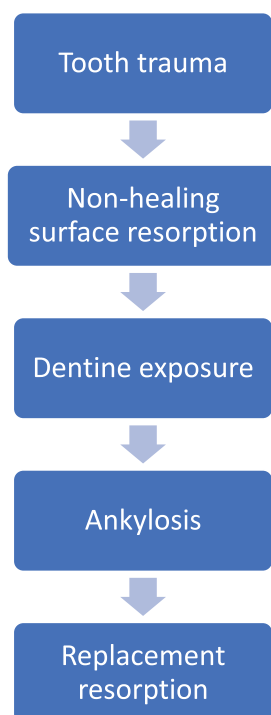 Tooth trauma
Non-healing
surface resorption
Dentine exposure
Ankylosis
Replacement
resorption